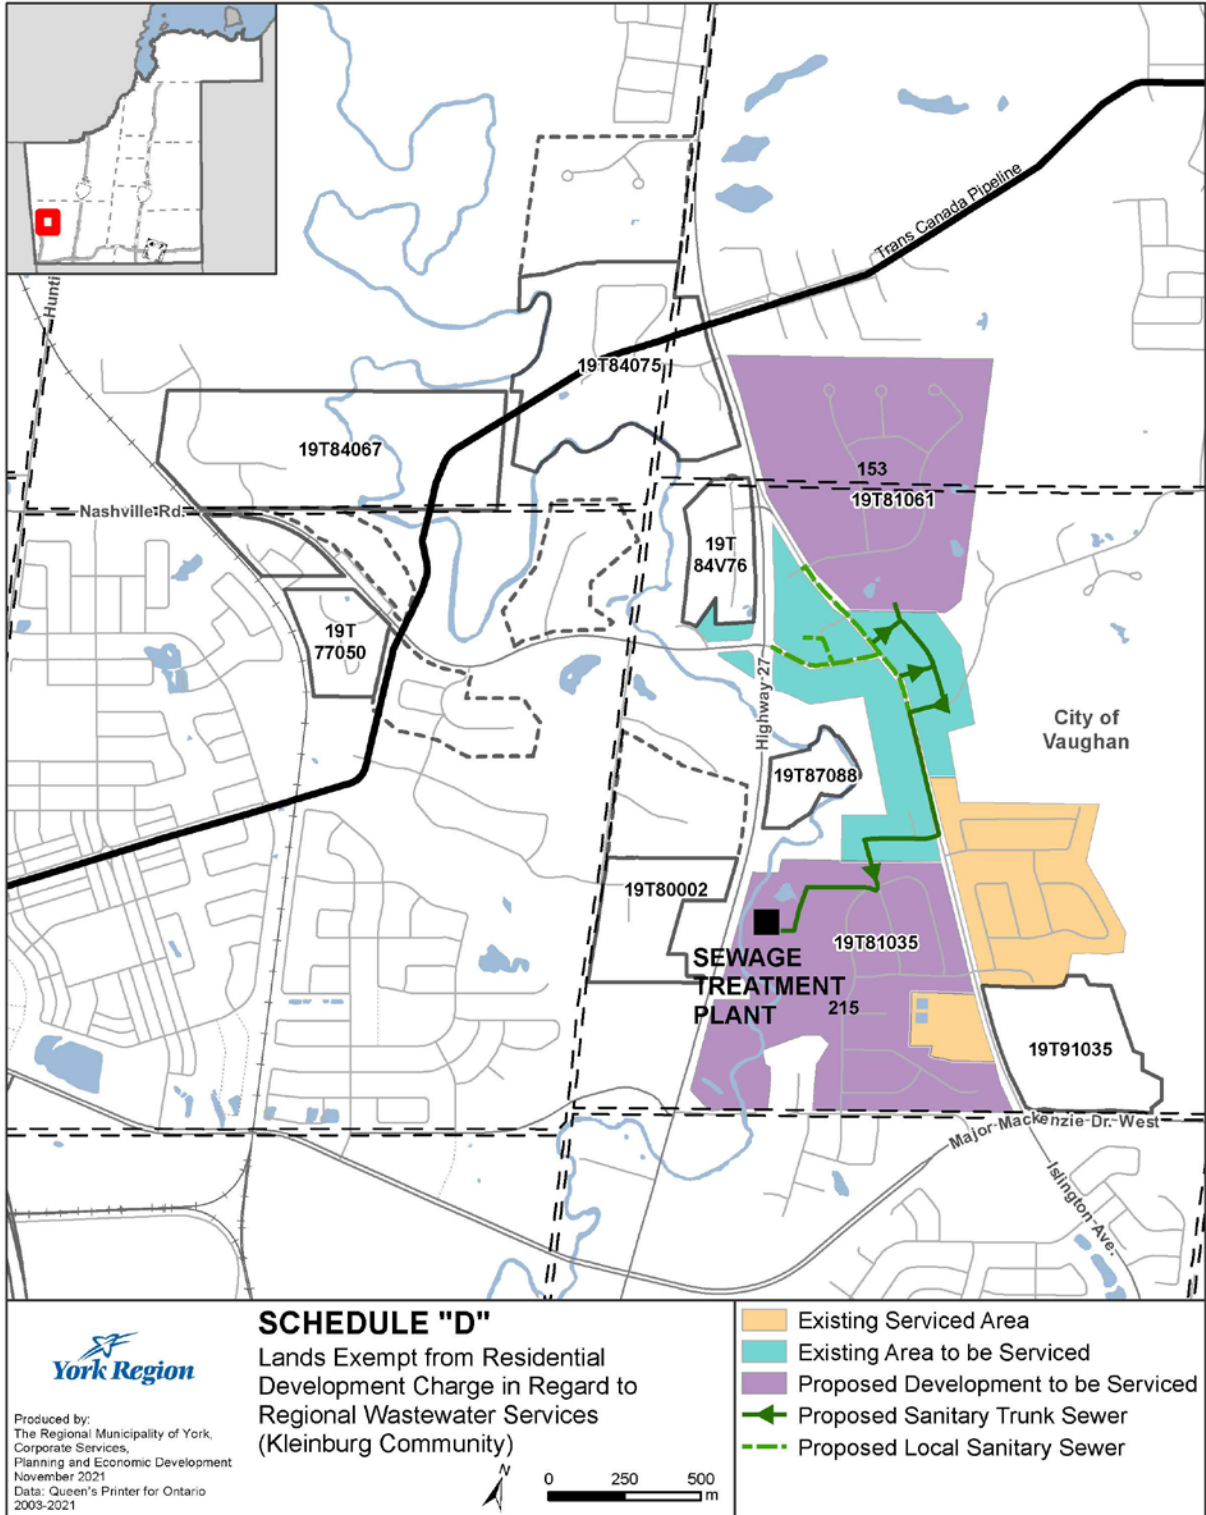 Hunti
Trans Canada Pipeline
19T84075
19T84067
153
19T81061
Nashville Rd.
19T
84V76
19T
77050
Highway 27
City of
Vaughan
19T87088
19T80002
19T81035
SEWAGE
TREATMENT
PLANT
215
19T91035
Major Mackenzie Dr. West
Islington Ave.
York Region
Produced by:
The Regional Municipality of York,
Corporate Services,
Planning and Economic Development
November 2021
Data: Queen's Printer for Ontario
2003-2021
SCHEDULE "D"
Lands Exempt from Residential
Development Charge in Regard to
Regional Wastewater Services
(Kleinburg Community)
N
0 250 500
m
Existing Serviced Area
Existing Area to be Serviced
Proposed Development to be Serviced
Proposed Sanitary Trunk Sewer
Proposed Local Sanitary Sewer